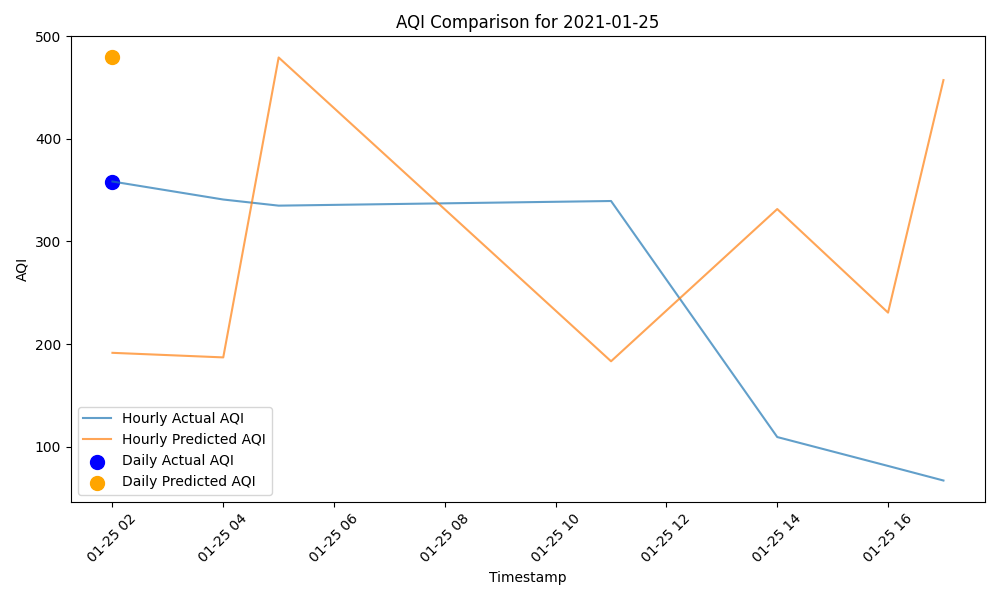 AQI Comparison for 2021-01-25
AQI
500
400
300
200
100
Hourly Actual AQI
Hourly Predicted AQI
Daily Actual AQI
Daily Predicted AQI
01-25 02
01-25 04
01-25 06
01-25 08
01-25 10
01-25 12
01-25 14
01-25 16
Timestamp